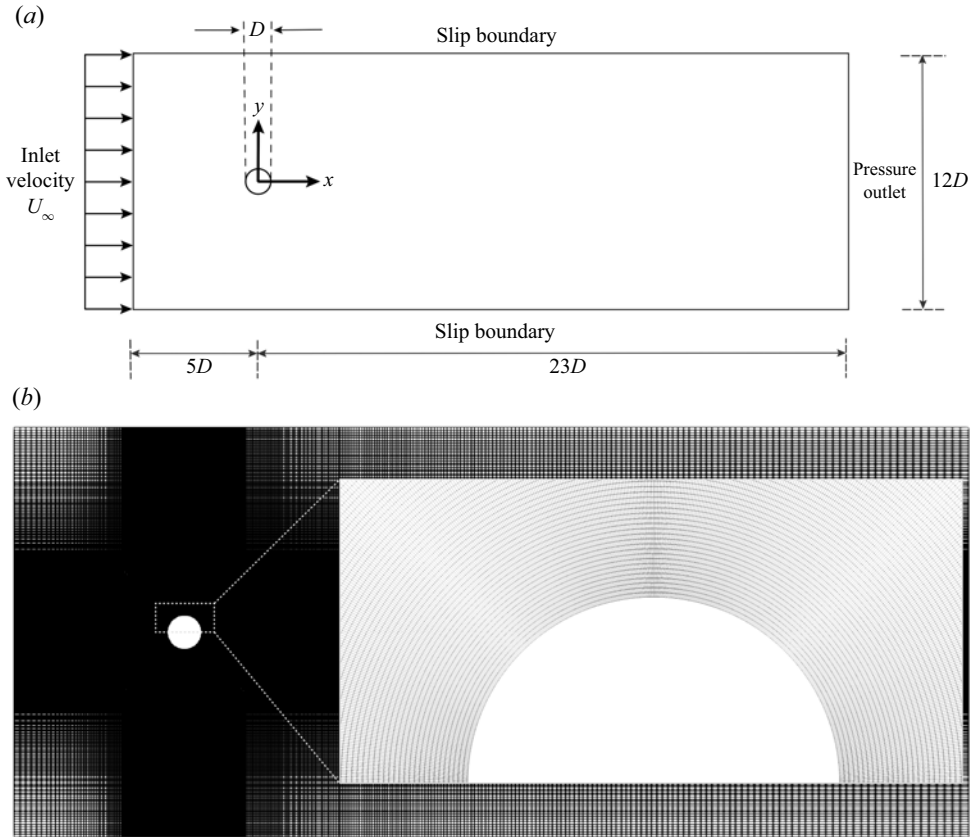 (a)
D
Slip boundary
y
Inlet
velocity
U∞
x
Pressure
outlet
12D
Slip boundary
5D
23D
(b)